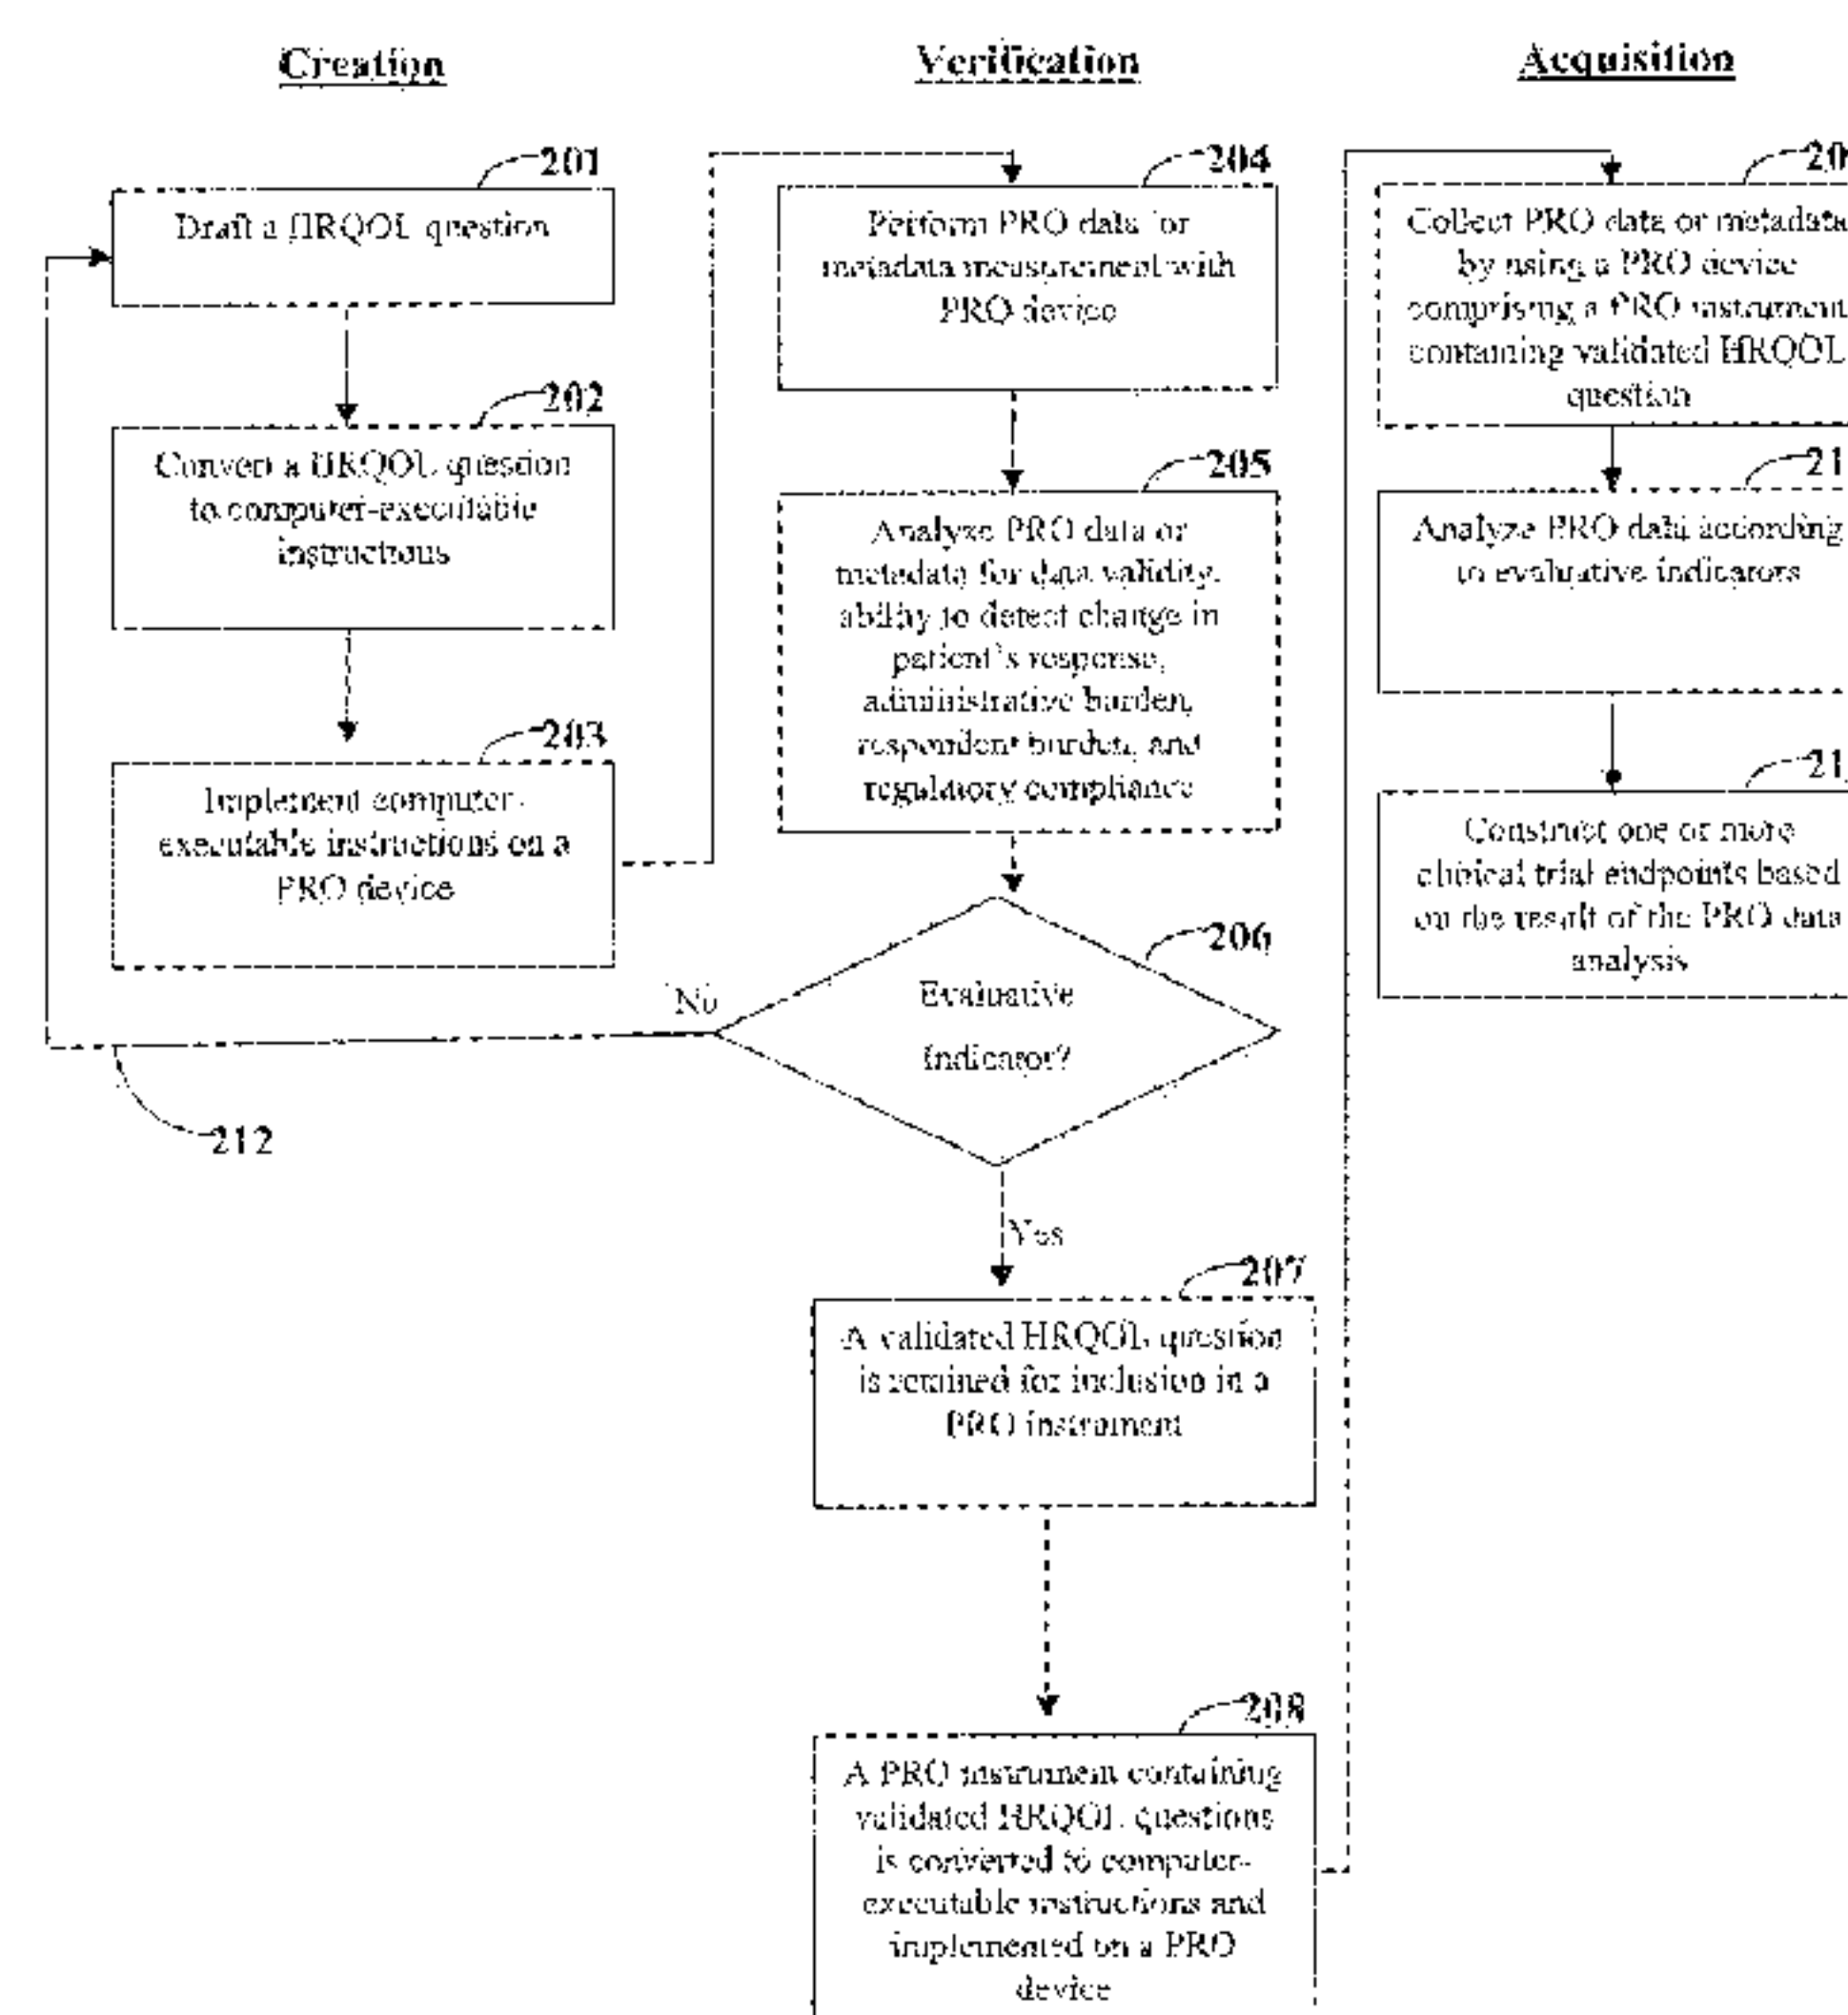 Creation
201
Draft a HRQOL question
202
Convert a HRQOL question
to computer-executable
instructions
203
Implement computer-
executable instructions on a
PRO device
212
Verification
204
Perform PRO data or
metadata measurement with
PRO device
205
Analyze PRO data or
metadata for data validity,
ability to detect change in
patient's response,
administrative burden,
respondent burden, and
regulatory compliance
206
Evaluative
Indicator?
No
Yes
207
A validated HRQOL question
is retained for inclusion in a
PRO instrument
208
A PRO instrument containing
validated HRQOL questions
is converted to computer-
executable instructions and
implemented on a PRO
device
Acquisition
20
Collect PRO data or metadata
by using a PRO device
comprising a PRO instrument
containing validated HRQOL
question
21
Analyze PRO data according
to evaluative indicators
21
Construct one or more
clinical trial endpoints based
on the result of the PRO data
analysis